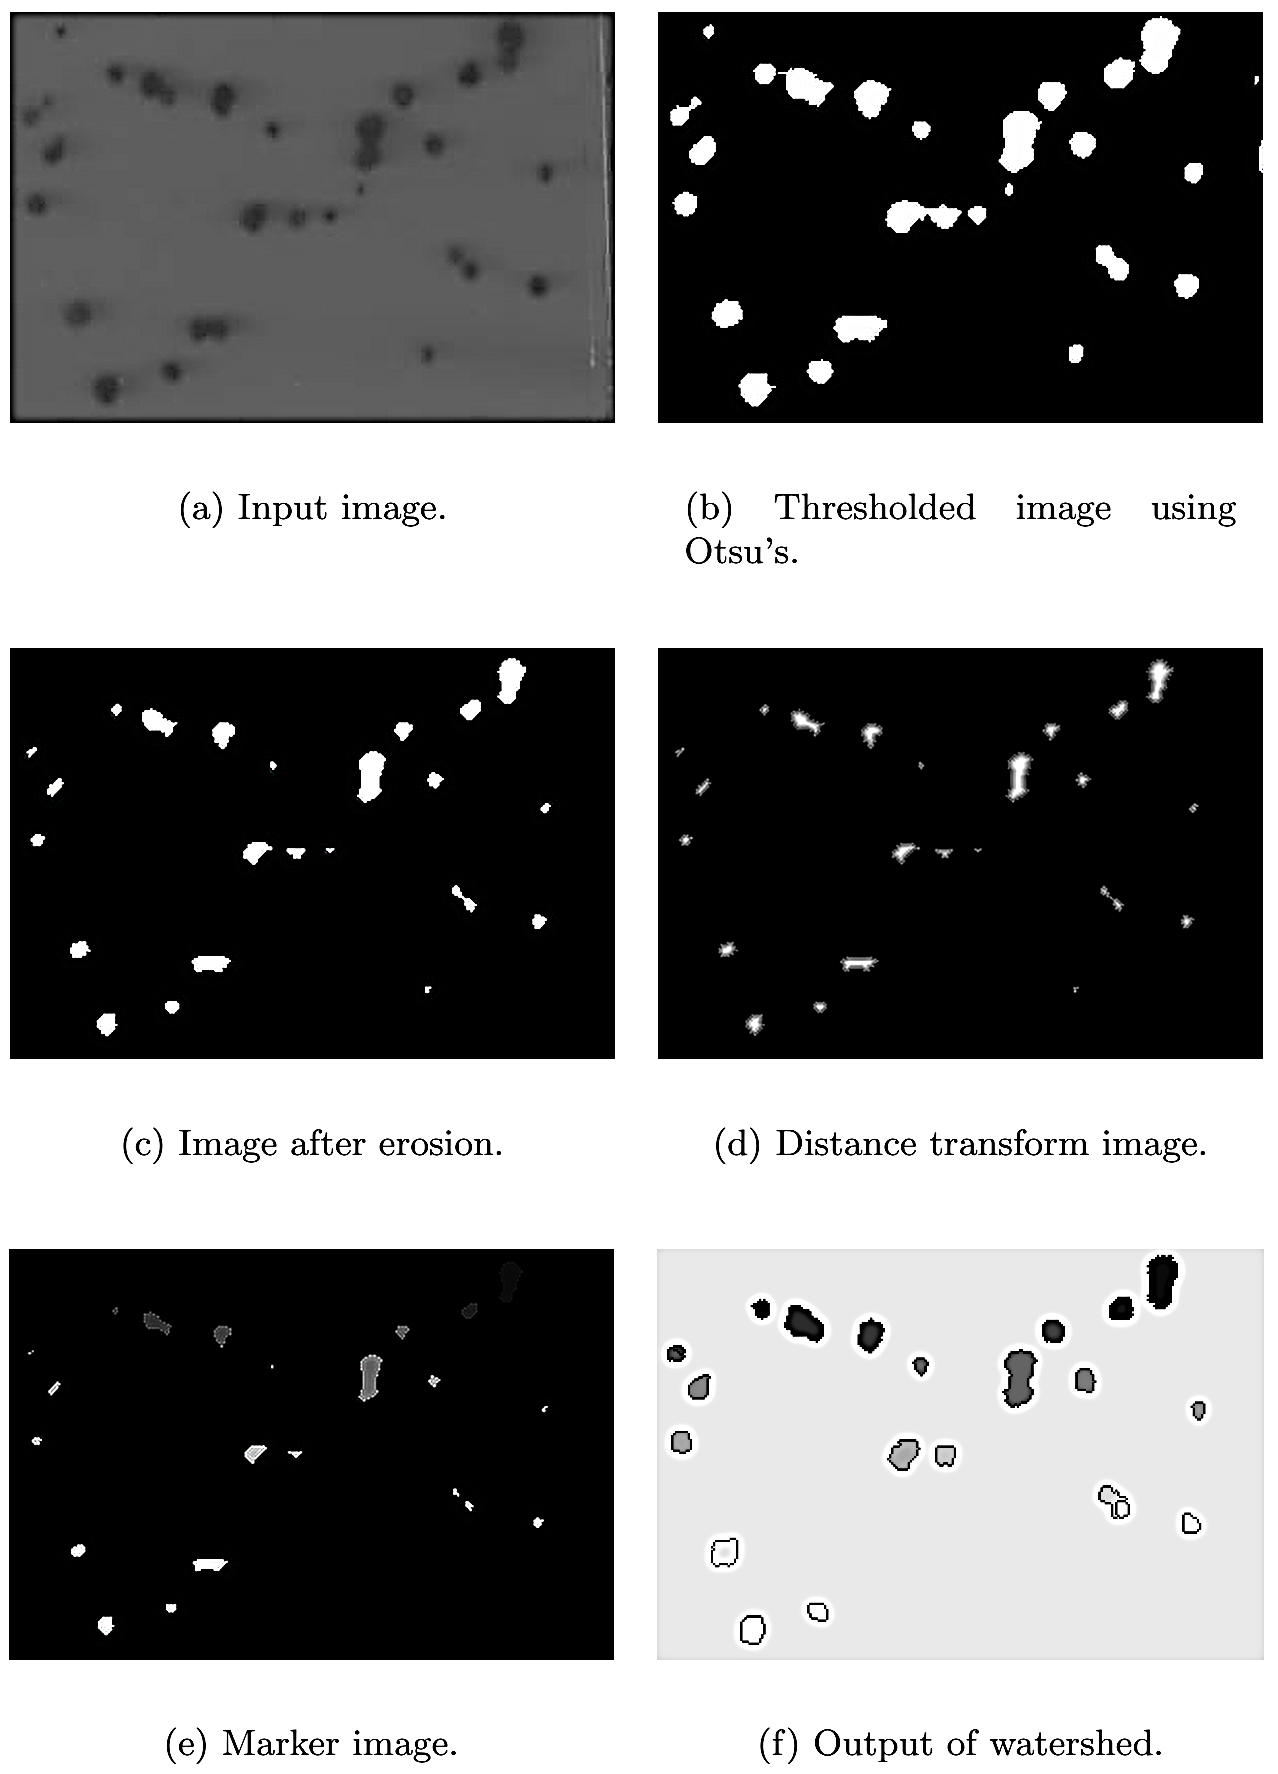 (a) Input image.
(b) Thresholded image using
Otsu's.
(c) Image after erosion.
(d) Distance transform image.
(e) Marker image.
(f) Output of watershed.